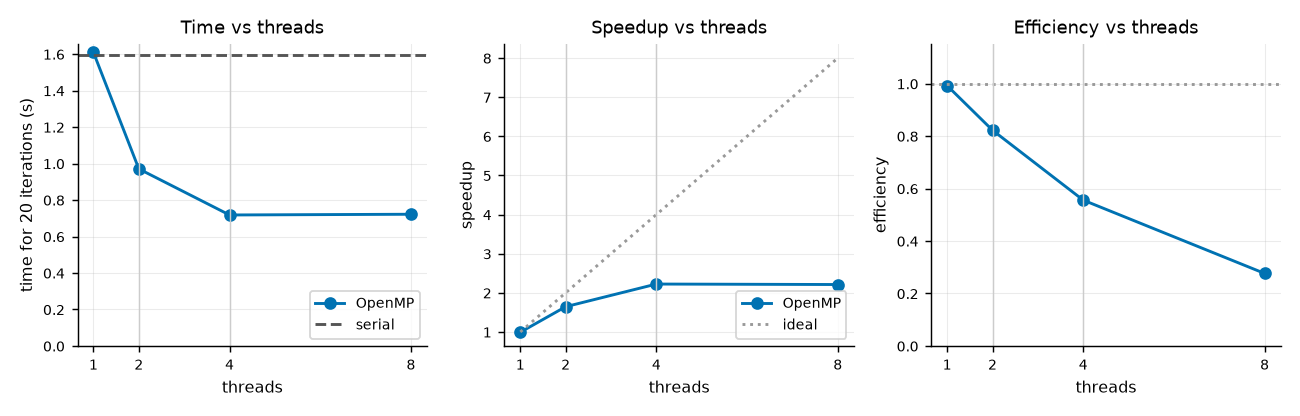 Time vs threads
time for 20 iterations (s)
1.6
1.4
1.2
1.0
0.8
0.6
0.4
0.2
0.0
1 2 4 8
threads
OpenMP
serial
Speedup vs threads
speedup
8
7
6
5
4
3
2
1
1 2 4 8
threads
OpenMP
ideal
Efficiency vs threads
efficiency
1.0
0.8
0.6
0.4
0.2
0.0
1 2 4 8
threads